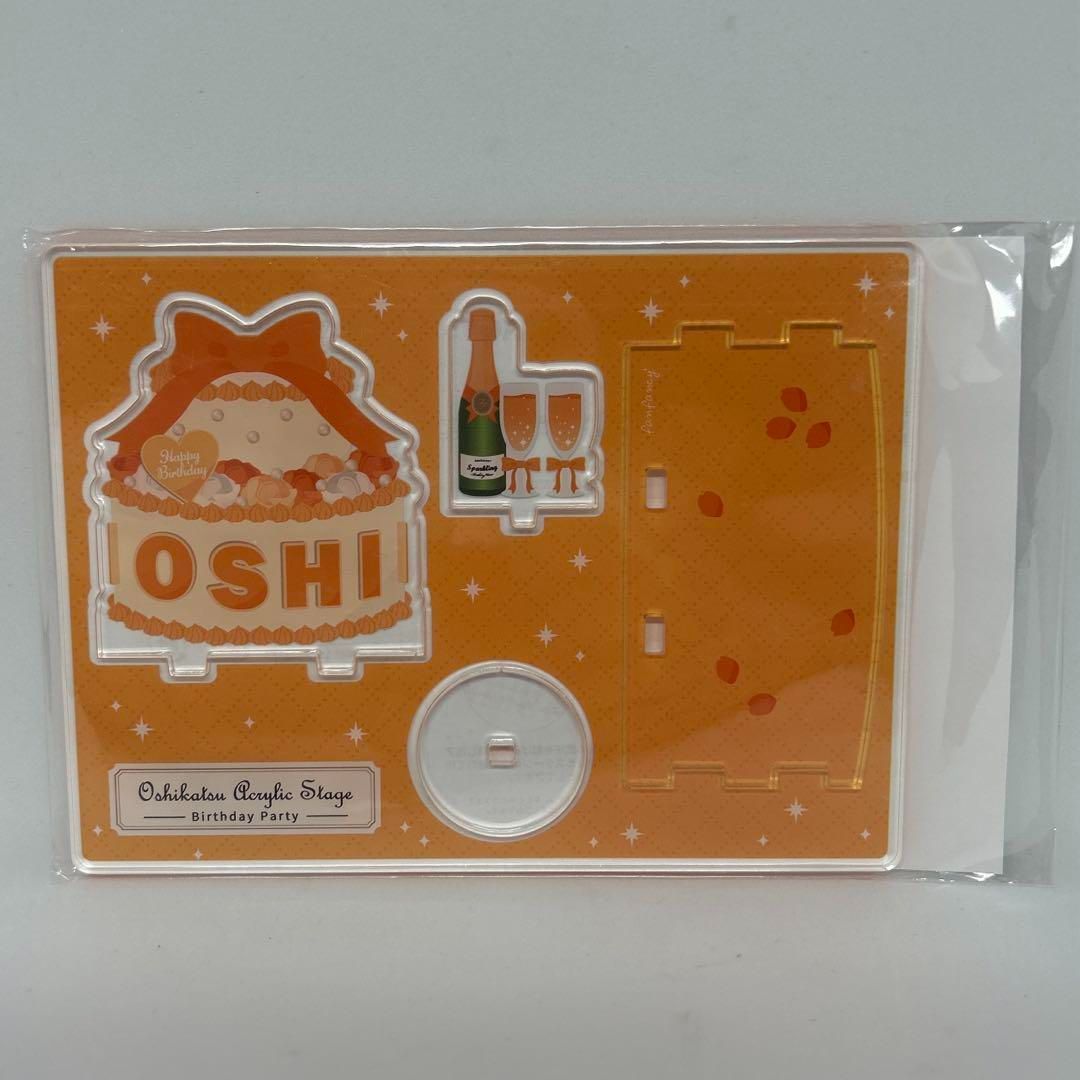 Happy
Birthday
OSHI
Sparkling
Oshikatsu Acrylic Stage
Birthday Party